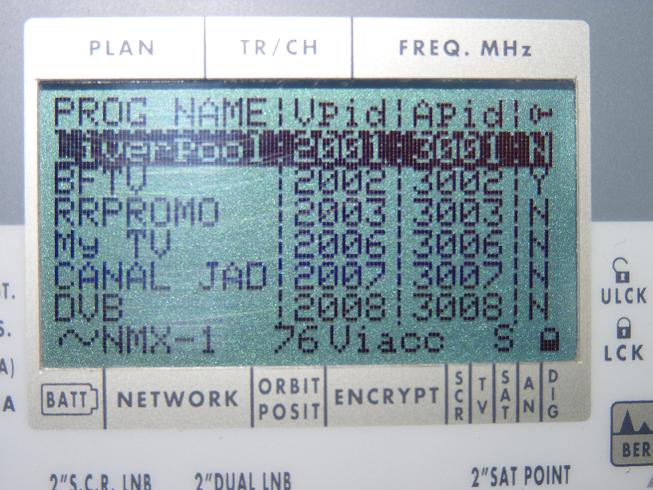 PLAN TR/CH FREQ. MHz
PROG NAME|VPid|APid|
RiverPool|2001|3001|N
BFTV |2002|3002|Y
RRPROMO |2003|3003|N
My TV |2006|3006|N
CANAL JAD|2007|3007|N
DVB |2008|3008|N
~NMX-1 76 Viacc S
BATT NETWORK ORBIT POSIT ENCRYPT SCR TV SAT AN DIG
ULCK
LCK
BER
2"S.C.R. LNB 2"DUAL LNB 2"SAT POINT